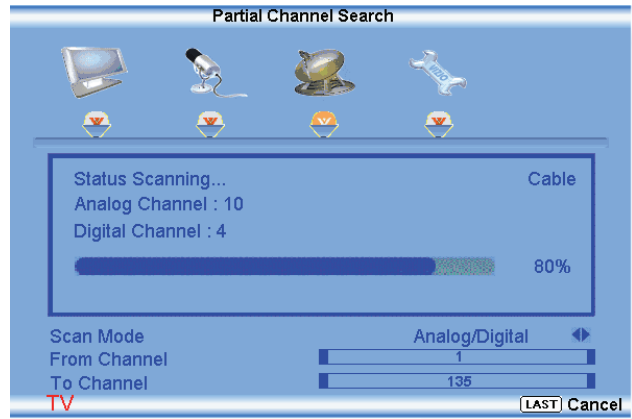 Partial Channel Search
VIZIO
Status Scanning...
Cable
Analog Channel : 10
Digital Channel : 4
80%
Scan Mode
Analog/Digital
From Channel
1
To Channel
135
TV
LAST Cancel